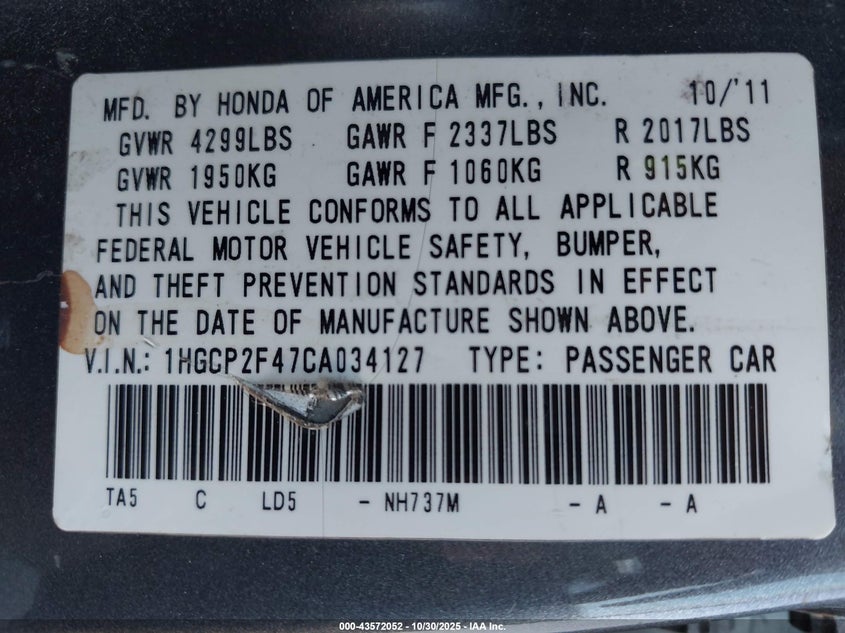 MFD. BY HONDA OF AMERICA MFG., INC. 10/'11
GVWR 4299LBS GAWR F 2337LBS R 2017LBS
GVWR 1950KG GAWR F 1060KG R 915KG
THIS VEHICLE CONFORMS TO ALL APPLICABLE
FEDERAL MOTOR VEHICLE SAFETY, BUMPER,
AND THEFT PREVENTION STANDARDS IN EFFECT
ON THE DATE OF MANUFACTURE SHOWN ABOVE.
V.I.N.: 1HGCP2F47CA034127 TYPE: PASSENGER CAR
TA5 C LD5 - NH737M - A - A
000-43572052 - 10/30/2025 - IAA Inc.